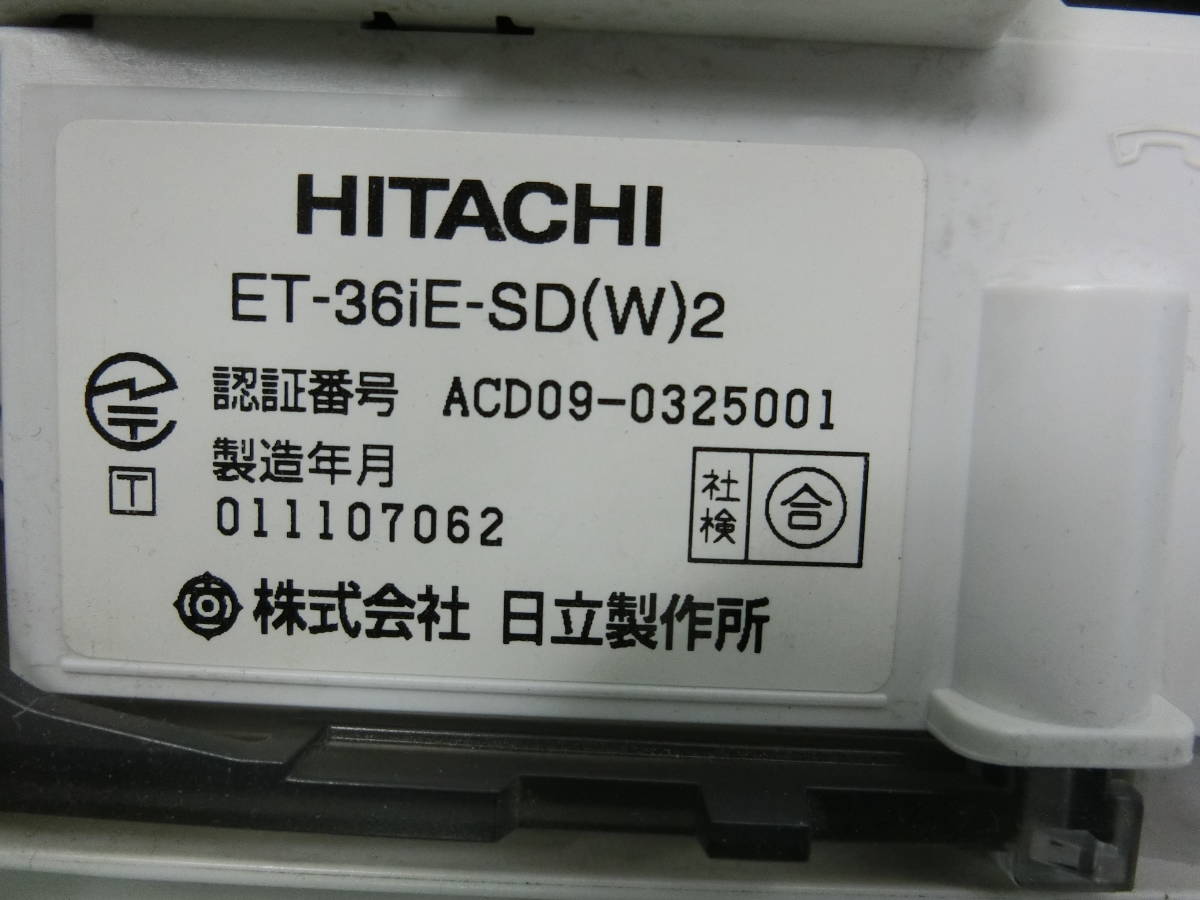 HITACHI
ET-36iE-SD(W)2
認証番号 ACD09-0325001
製造年月
011107062
T
社検 合
株式会社 日立製作所